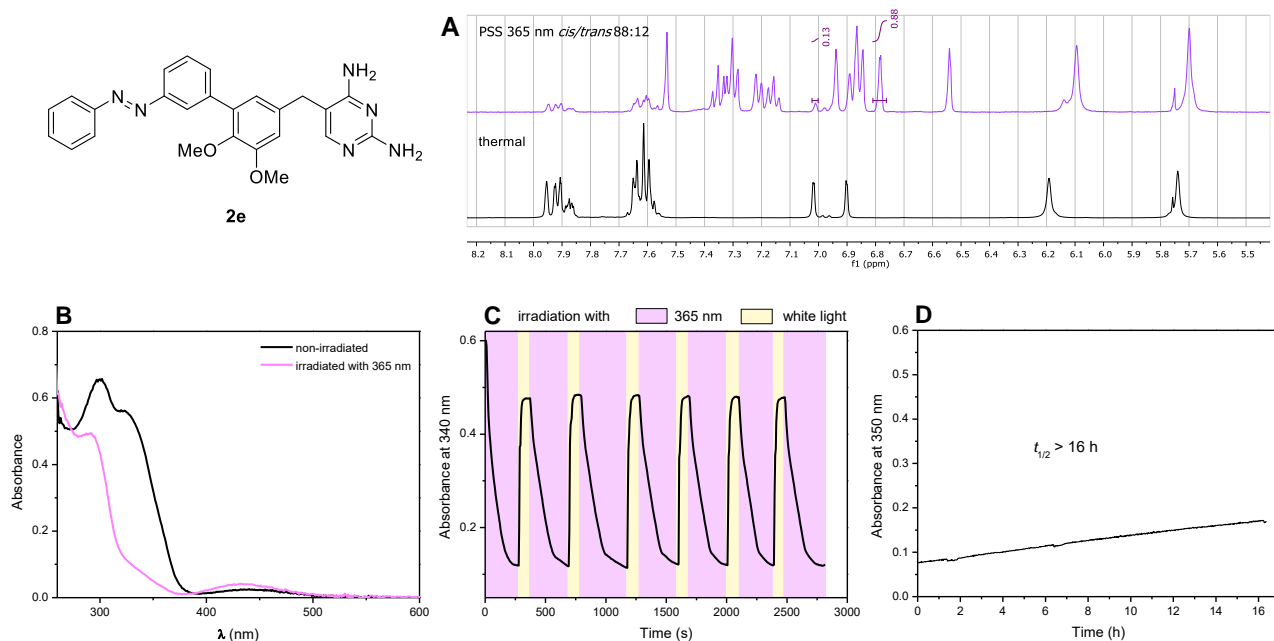 A
PSS 365 nm cis/trans 88:12
0.13
0.88
thermal
NH2
N
N
N
N
NH2
MeO
OMe
2e
8.2 8.1 8.0 7.9 7.8 7.7 7.6 7.5 7.4 7.3 7.2 7.1 7.0 6.9 6.8 6.7 6.6 6.5 6.4 6.3 6.2 6.1 6.0 5.9 5.8 5.7 5.6 5.5
f1 (ppm)
B
non-irradiated
irradiated with 365 nm
Absorbance
0.8
0.6
0.4
0.2
0.0
300 400 500 600
λ (nm)
C
irradiation with 365 nm white light
Absorbance at 340 nm
0.6
0.4
0.2
0 500 1000 1500 2000 2500 3000
Time (s)
D
Absorbance at 350 nm
0.6
0.5
0.4
0.3
0.2
0.1
0.0
t1/2 > 16 h
0 2 4 6 8 10 12 14 16
Time (h)